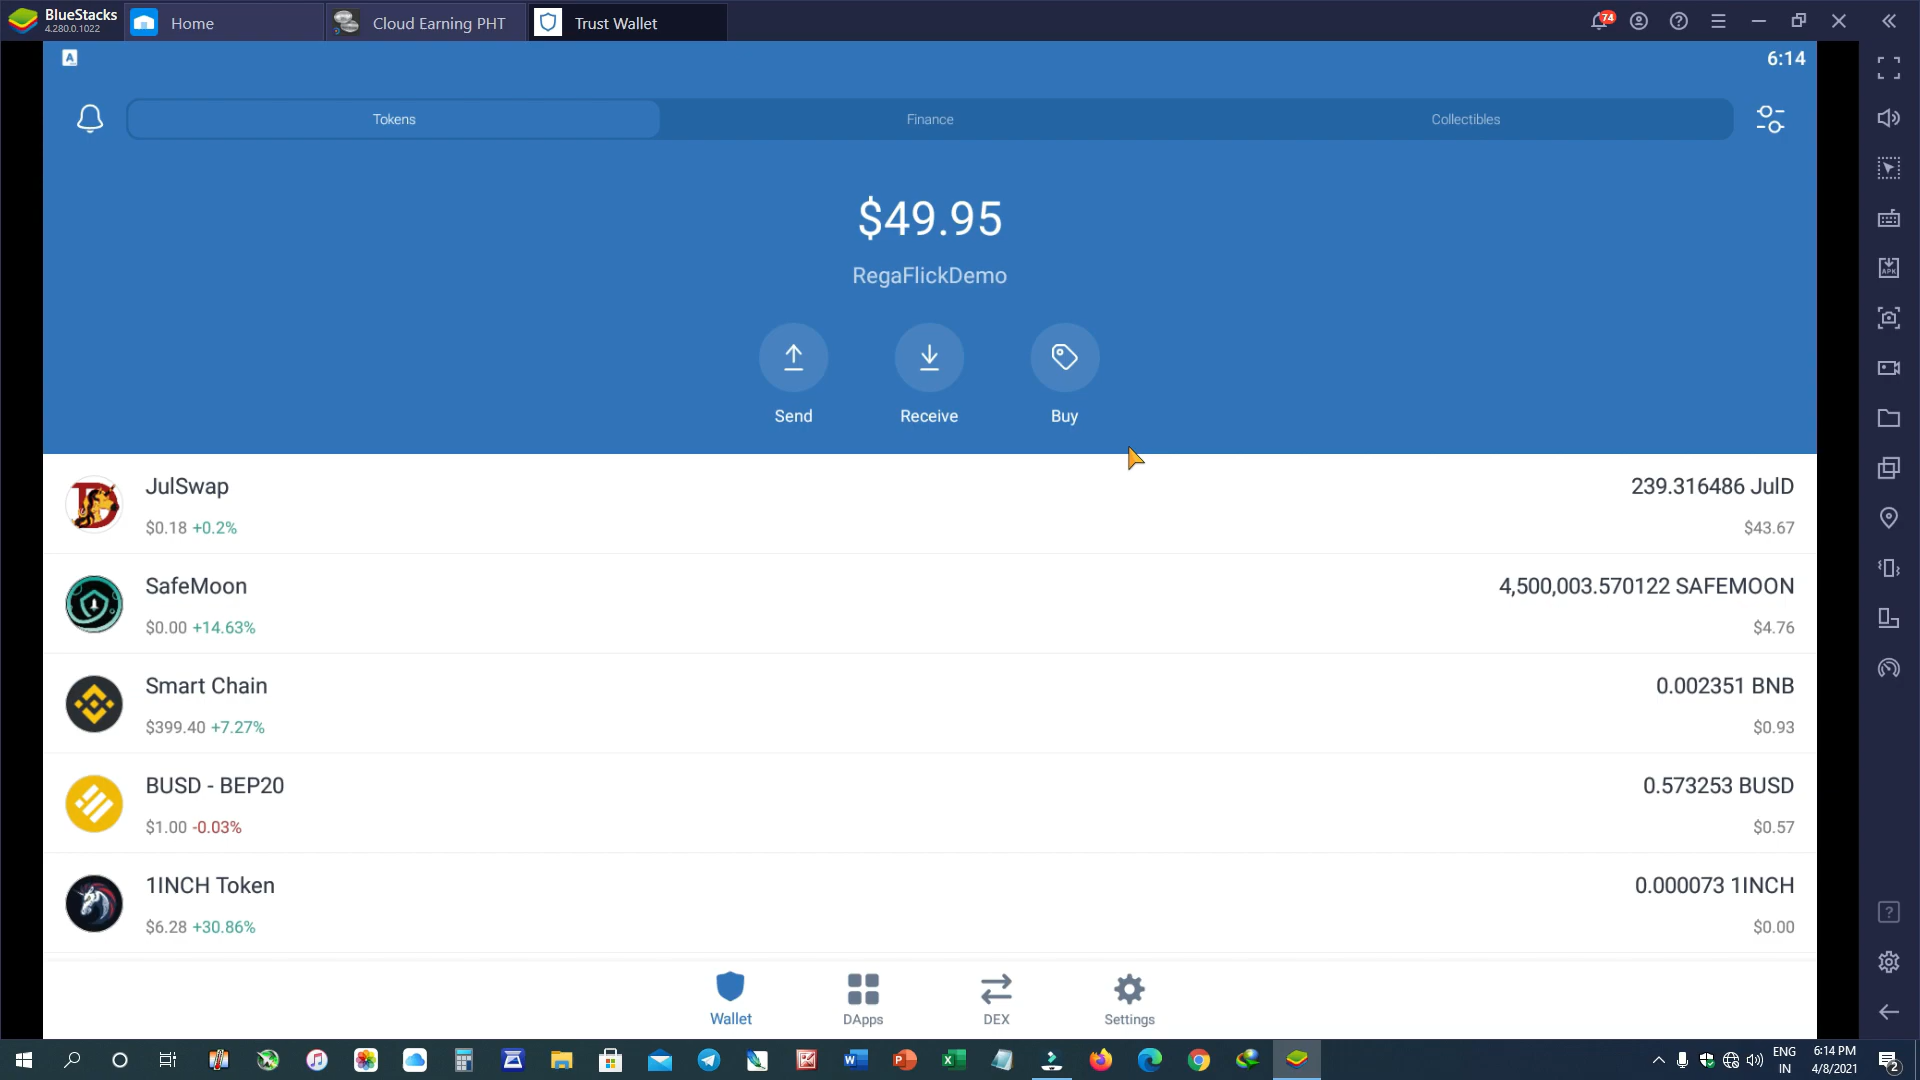 BlueStacks
4.280.0.1022
Home
Cloud Earning PHT
Trust Wallet
74
A
6:14
Tokens
Finance
Collectibles
$49.95
RegaFlickDemo
Send
Receive
Buy
JulSwap
239.316486 JulD
$0.18 +0.2%
$43.67
SafeMoon
4,500,003.570122 SAFEMOON
$0.00 +14.63%
$4.76
Smart Chain
0.002351 BNB
$399.40 +7.27%
$0.93
BUSD - BEP20
0.573253 BUSD
$1.00 -0.03%
$0.57
1INCH Token
0.000073 1INCH
$6.28 +30.86%
$0.00
Wallet
DApps
DEX
Settings
APK
ENG
IN
6:14 PM
4/8/2021
2